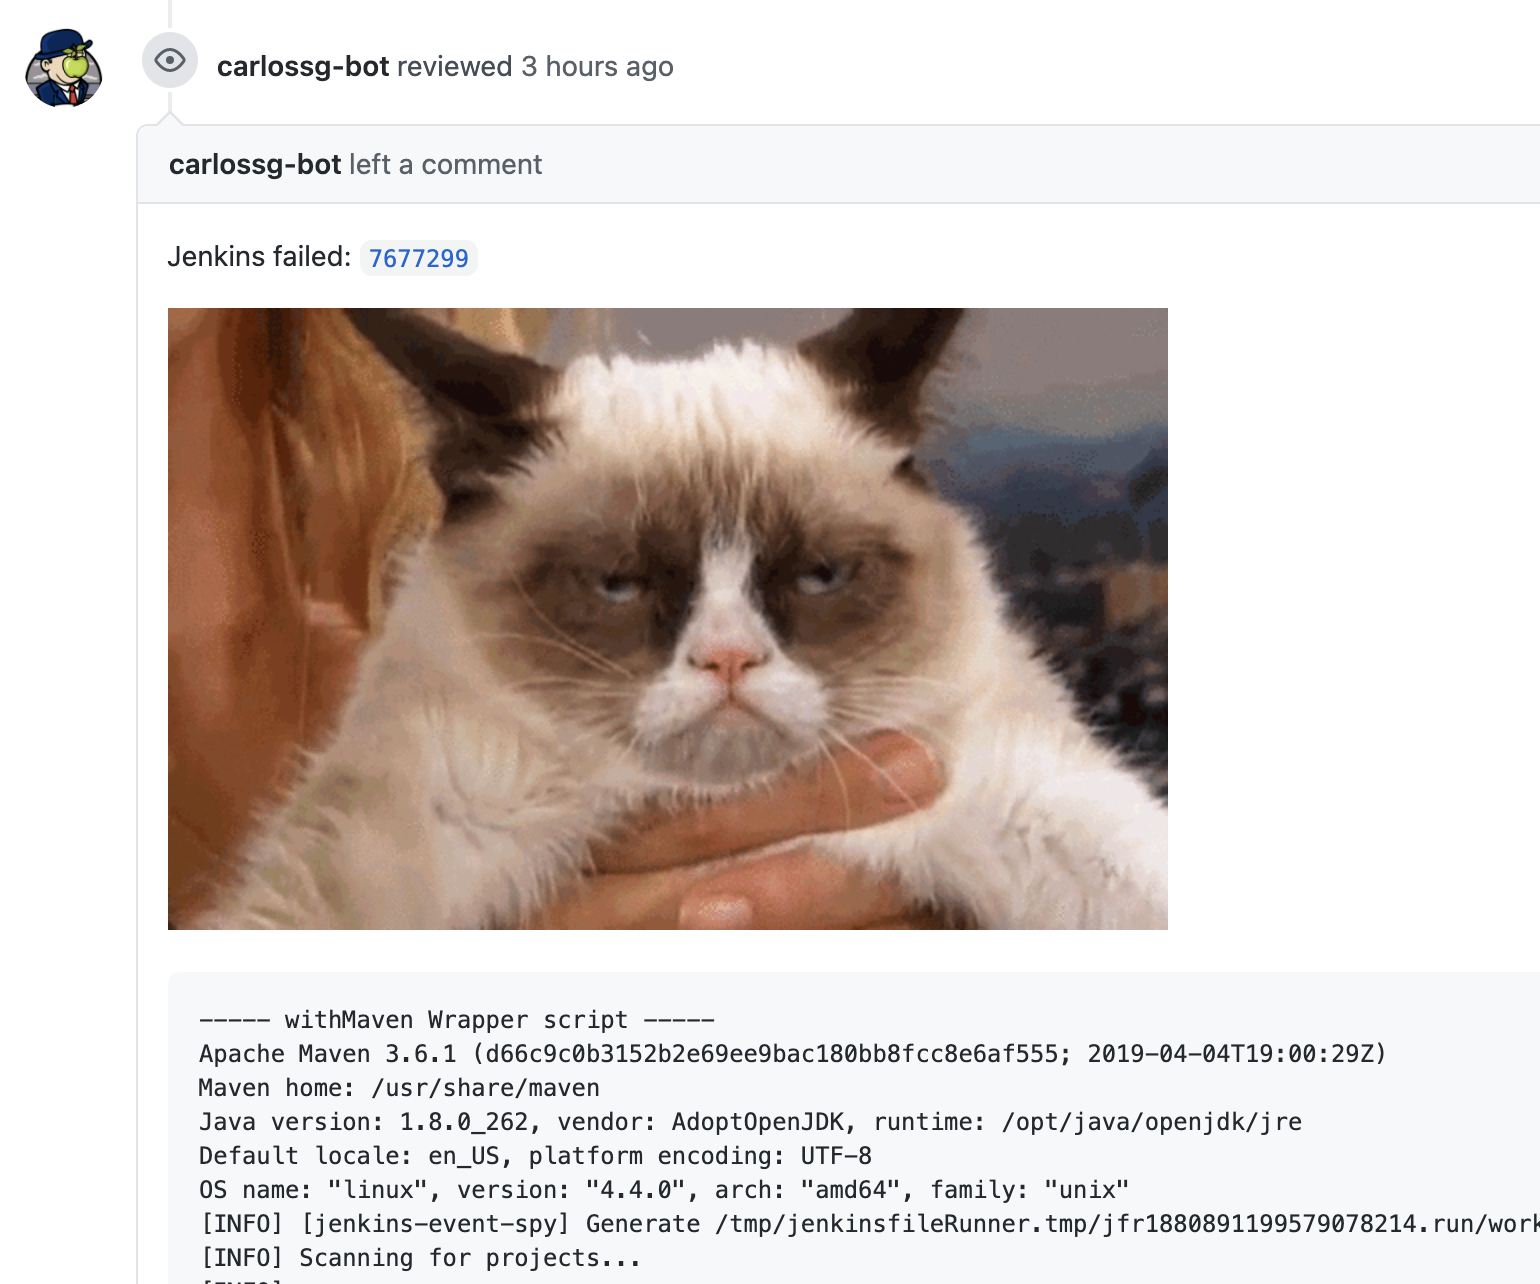 carlossg-bot reviewed 3 hours ago
carlossg-bot left a comment
Jenkins failed: 7677299
----- withMaven Wrapper script -----
Apache Maven 3.6.1 (d66c9c0b3152b2e69ee9bac180bb8fcc8e6af555; 2019-04-04T19:00:29Z)
Maven home: /usr/share/maven
Java version: 1.8.0_262, vendor: AdoptOpenJDK, runtime: /opt/java/openjdk/jre
Default locale: en_US, platform encoding: UTF-8
OS name: "linux", version: "4.4.0", arch: "amd64", family: "unix"
[INFO] [jenkins-event-spy] Generate /tmp/jenkinsfileRunner.tmp/jfr1880891199579078214.run/work
[INFO] Scanning for projects...